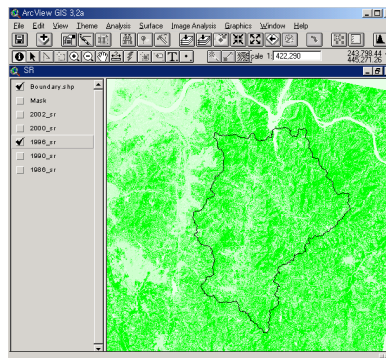 ArcView GIS 3.2a
File Edit View Theme Analysis Surface Image Analysis Graphics Window Help
Scale 1: 422,290
243,798.44
445,271.26
SR
Boundary.shp
Mask
2002_sr
2000_sr
1996_sr
1990_sr
1986_sr